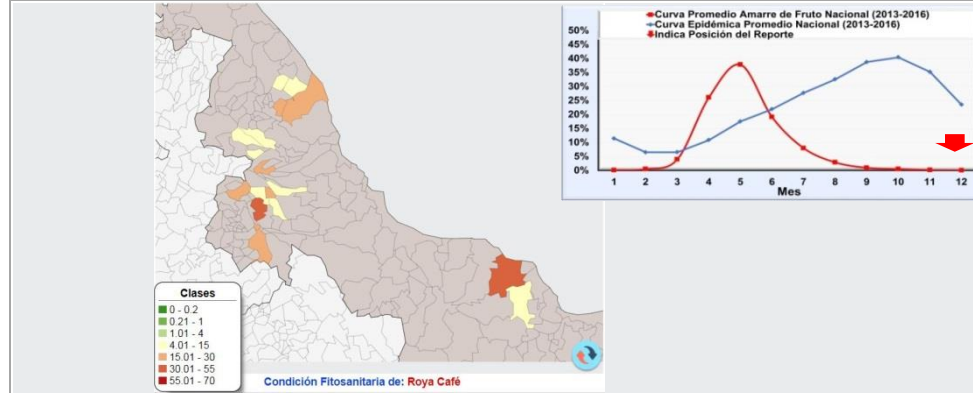 Curva Promedio Amarre de Fruto Nacional (2013-2016)
Curva Epidémica Promedio Nacional (2013-2016)
Indica Posición del Reporte
50%
45%
40%
35%
30%
25%
20%
15%
10%
5%
0%
1 2 3 4 5 6 7 8 9 10 11 12
Mes
Clases
0 - 0.2
0.21 - 1
1.01 - 4
4.01 - 15
15.01 - 30
30.01 - 55
55.01 - 70
Condición Fitosanitaria de: Roya Café